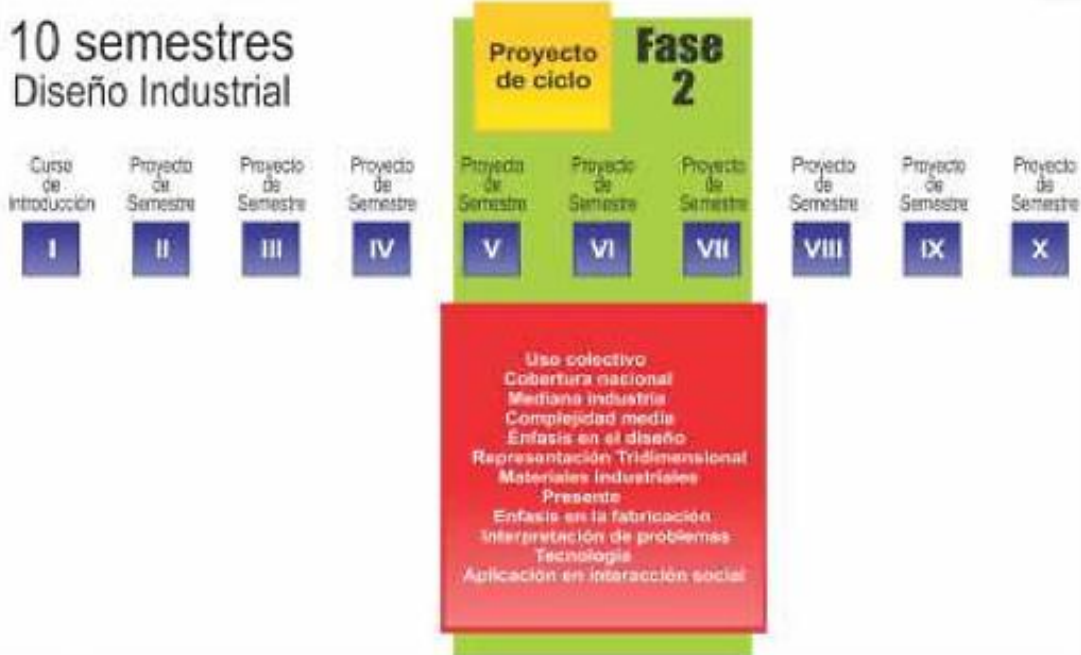 10 semestres
Diseño Industrial
Proyecto
de ciclo
Fase
2
Curso
de
Introducción
Proyecto
de
Semestre
Proyecto
de
Semestre
Proyecto
de
Semestre
Proyecto
de
Semestre
Proyecto
de
Semestre
Proyecto
de
Semestre
Proyecto
de
Semestre
Proyecto
de
Semestre
Proyecto
de
Semestre
I
II
III
IV
V
VI
VII
VIII
IX
X
Uso colectivo
Cobertura nacional
Mediana industria
Complejidad media
Énfasis en el diseño
Representación Tridimensional
Materiales industriales
Presente
Enfasis en la fabricación
Interpretación de problemas
Tecnología
Aplicación en interacción social